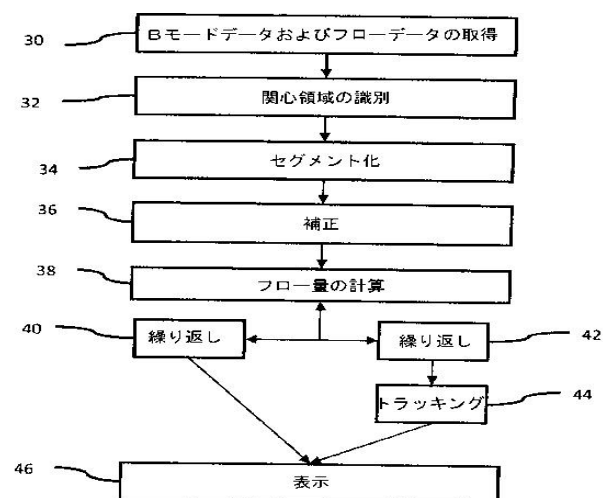 30 Bモードデータおよびフローデータの取得
32 関心領域の識別
34 セグメント化
36 補正
38 フロー量の計算
40 繰り返し 繰り返し 42
トラッキング 44
46 表示